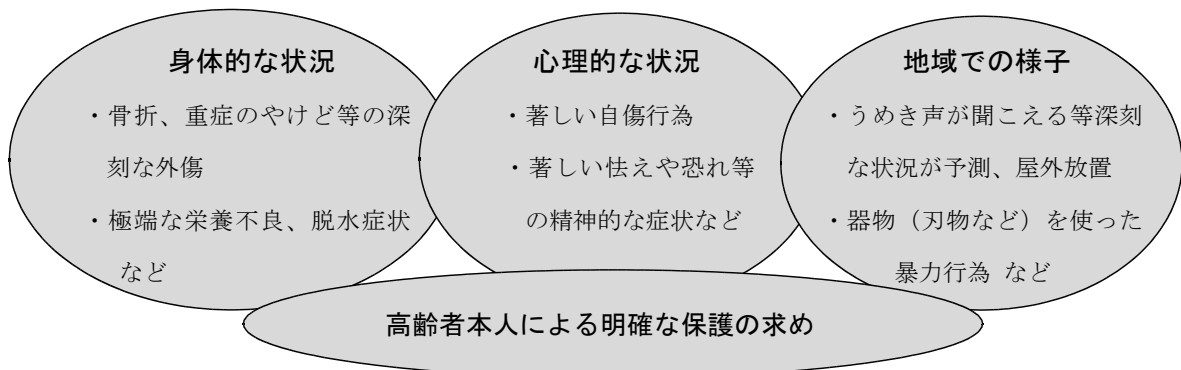 身体的な状況
・骨折、重症のやけど等の深
刻な外傷
・極端な栄養不良、脱水症状
など
心理的な状況
・著しい自傷行為
・著しい怯えや恐れ等
の精神的な症状など
地域での様子
・うめき声が聞こえる等深刻
な状況が予測、屋外放置
・器物（刃物など）を使った
暴力行為 など
高齢者本人による明確な保護の求め